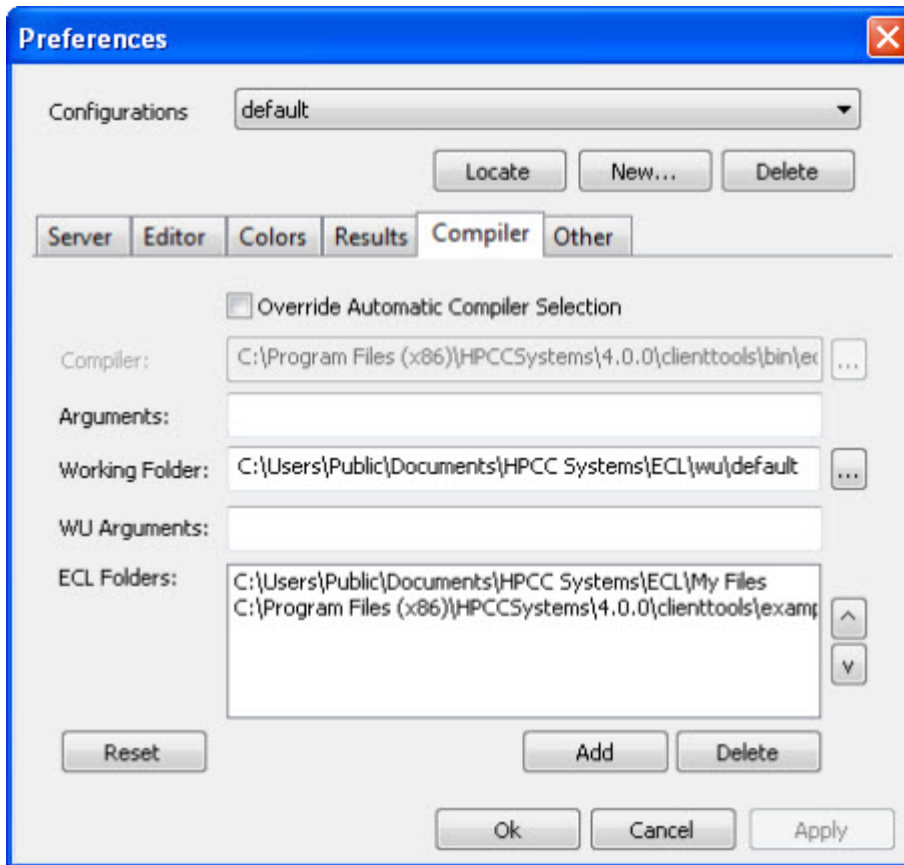 Preferences
Configurations
default
Locate New... Delete
Server Editor Colors Results Compiler Other
Override Automatic Compiler Selection
Compiler: C:\Program Files (x86)\HPCCSystems\4.0.0\clienttools\bin\ec
...
Arguments:
Working Folder: C:\Users\Public\Documents\HPCC Systems\ECL\wu\default
...
WU Arguments:
ECL Folders: C:\Users\Public\Documents\HPCC Systems\ECL\My Files
C:\Program Files (x86)\HPCCSystems\4.0.0\clienttools\examp
^
v
Reset Add Delete
Ok Cancel Apply